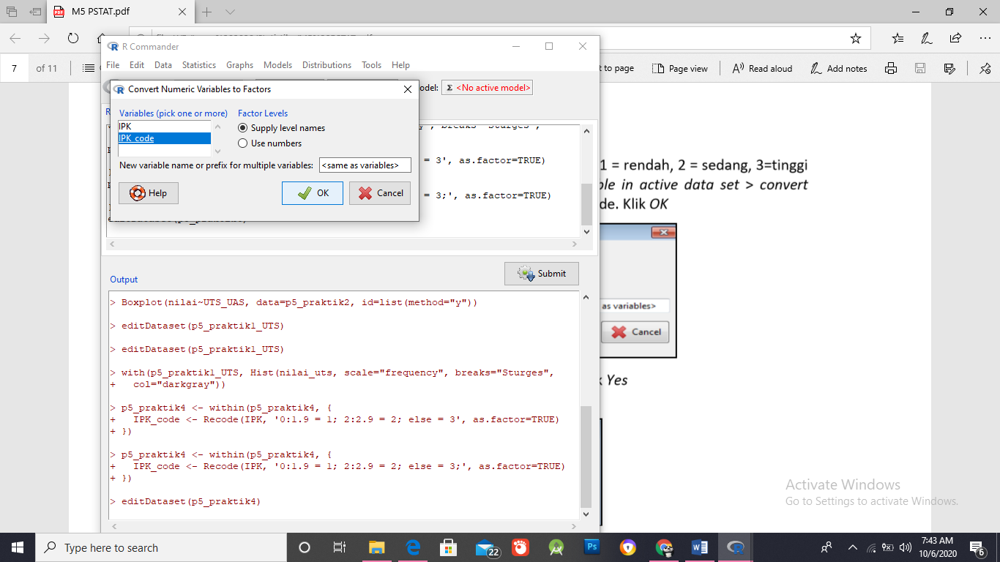 M5 PSTAT.pdf
7 of 11
to page
Page view
Read aloud
Add notes
R Commander
File Edit Data Statistics Graphs Models Distributions Tools Help
odel: Σ <No active model>
Convert Numeric Variables to Factors
Variables (pick one or more)
Factor Levels
IPK
IPK_code
Supply level names
Use numbers
New variable name or prefix for multiple variables: <same as variables>
Help
OK
Cancel
= 3', as.factor=TRUE)
= 3;', as.factor=TRUE)
1 = rendah, 2 = sedang, 3=tinggi
ble in active data set > convert
de. Klik OK
as variables>
Cancel
Yes
Submit
Output
> Boxplot(nilai~UTS_UAS, data=p5_praktik2, id=list(method="y"))
> editDataset(p5_praktik1_UTS)
> editDataset(p5_praktik1_UTS)
> with(p5_praktik1_UTS, Hist(nilai_uts, scale="frequency", breaks="Sturges",
+ col="darkgray"))
> p5_praktik4 <- within(p5_praktik4, {
+ IPK_code <- Recode(IPK, '0:1.9 = 1; 2:2.9 = 2; else = 3', as.factor=TRUE)
+ })
> p5_praktik4 <- within(p5_praktik4, {
+ IPK_code <- Recode(IPK, '0:1.9 = 1; 2:2.9 = 2; else = 3;', as.factor=TRUE)
+ })
> editDataset(p5_praktik4)
Activate Windows
Go to Settings to activate Windows.
Type here to search
22
Ps
7:43 AM
10/6/2020
6